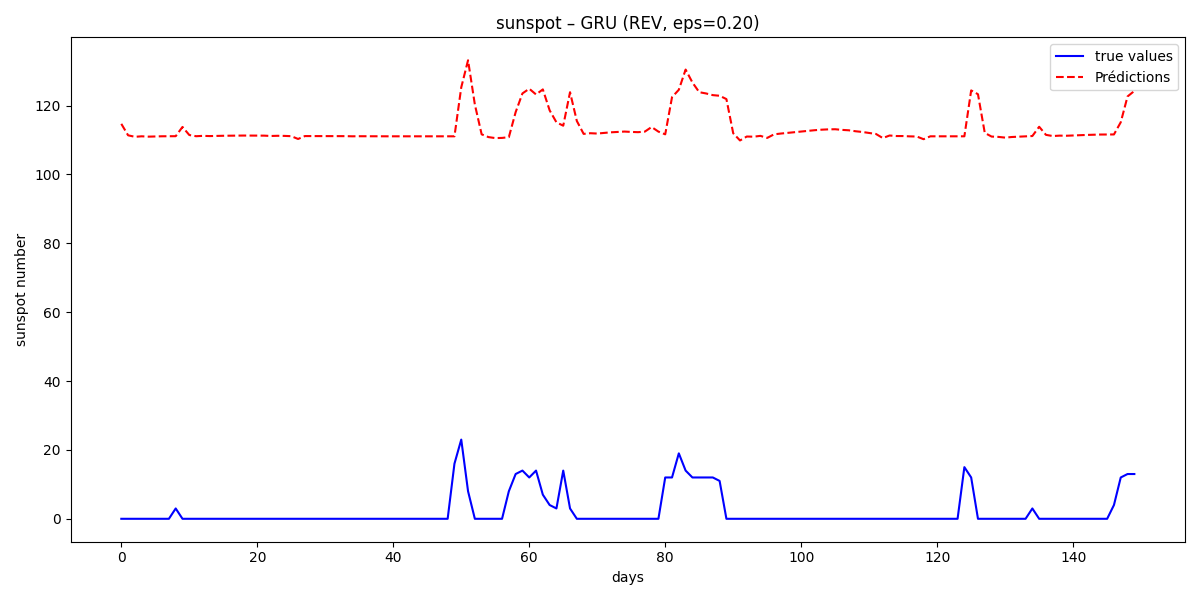 sunspot – GRU (REV, eps=0.20)
true values
Prédictions
sunspot number
120
100
80
60
40
20
0
0 20 40 60 80 100 120 140
days